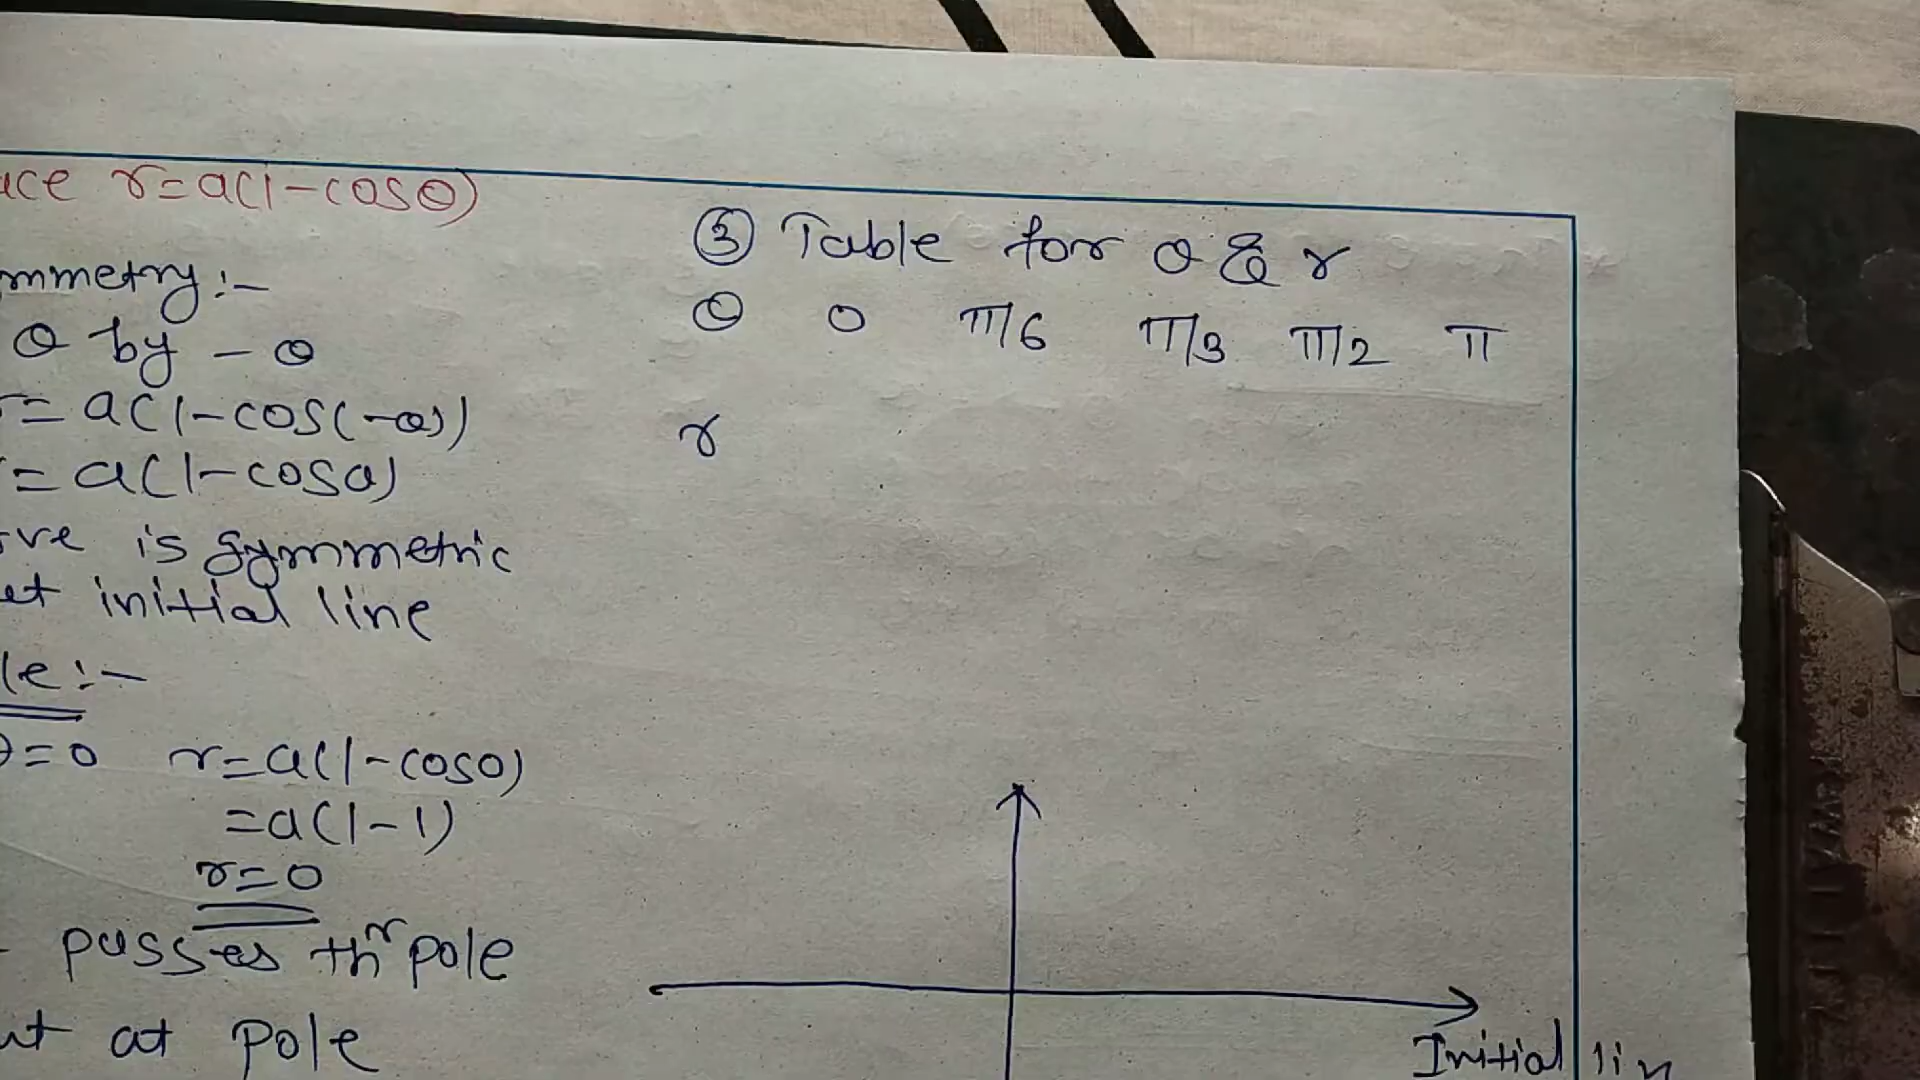 r=a(1-cosθ)
mmetry:-
θ by -θ
r=a(1-cos(-θ))
=a(1-cosθ)
is symmetric
initial line
le:-
θ=0 r=a(1-cos0)
=a(1-1)
r=0
passes thr pole
at pole
③ Table for θ & r
θ 0 π/6 π/3 π/2 π
r
Initial lin